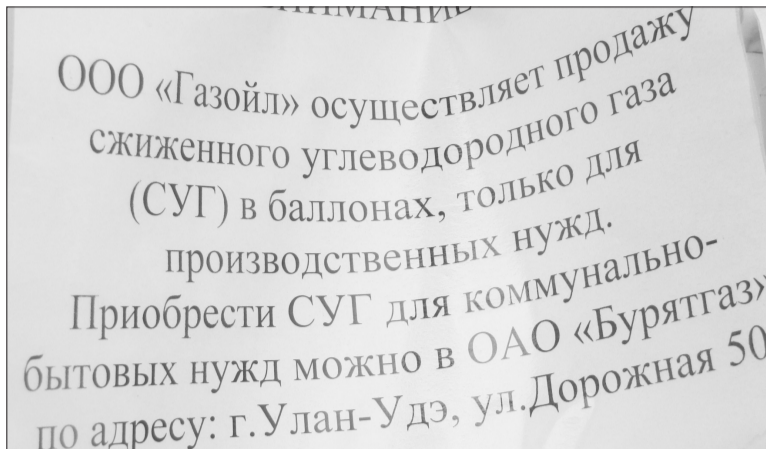 ВНИМАНИЕ
ООО «Газойл» осуществляет продажу
сжиженного углеводородного газа
(СУГ) в баллонах, только для
производственных нужд.
Приобрести СУГ для коммунально-
бытовых нужд можно в ОАО «Бурятгаз»
по адресу: г.Улан-Удэ, ул.Дорожная 50